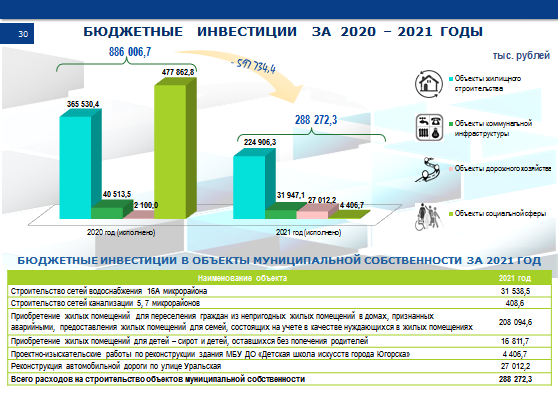 30
БЮДЖЕТНЫЕ ИНВЕСТИЦИИ ЗА 2020 – 2021 ГОДЫ
тыс. рублей
886 006,7
- 597 734,4
477 862,8
365 530,4
40 513,5
2 100,0
288 272,3
224 906,3
31 947,1
27 012,2
4 406,7
2020 год (исполнено)
2021 год (исполнено)
Объекты жилищного
строительства
Объекты коммунальной
инфраструктуры
Объекты дорожного хозяйства
Объекты социальной сферы
БЮДЖЕТНЫЕ ИНВЕСТИЦИИ В ОБЪЕКТЫ МУНИЦИПАЛЬНОЙ СОБСТВЕННОСТИ ЗА 2021 ГОД
Наименование объекта 2021 год
Строительство сетей водоснабжения 16А микрорайона 31 538,5
Строительство сетей канализации 5, 7 микрорайонов 408,6
Приобретение жилых помещений для переселения граждан из непригодных жилых помещений в домах, признанных
аварийными, предоставления жилых помещений для семей, состоящих на учете в качестве нуждающихся в жилых помещениях 208 094,6
Приобретение жилых помещений для детей – сирот и детей, оставшихся без попечения родителей 16 811,7
Проектно-изыскательские работы по реконструкции здания МБУ ДО «Детская школа искусств города Югорска» 4 406,7
Реконструкция автомобильной дороги по улице Уральская 27 012,2
Всего расходов на строительство объектов муниципальной собственности 288 272,3